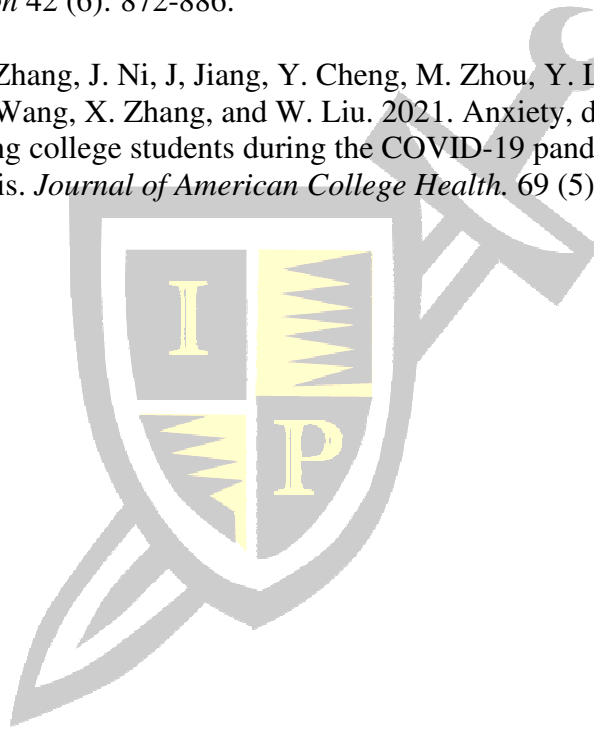 on 42 (6): 872-886.
Zhang, J. Ni, J, Jiang, Y. Cheng, M. Zhou, Y. L
Wang, X. Zhang, and W. Liu. 2021. Anxiety, d
ng college students during the COVID-19 pand
is. Journal of American College Health. 69 (5)
I
P